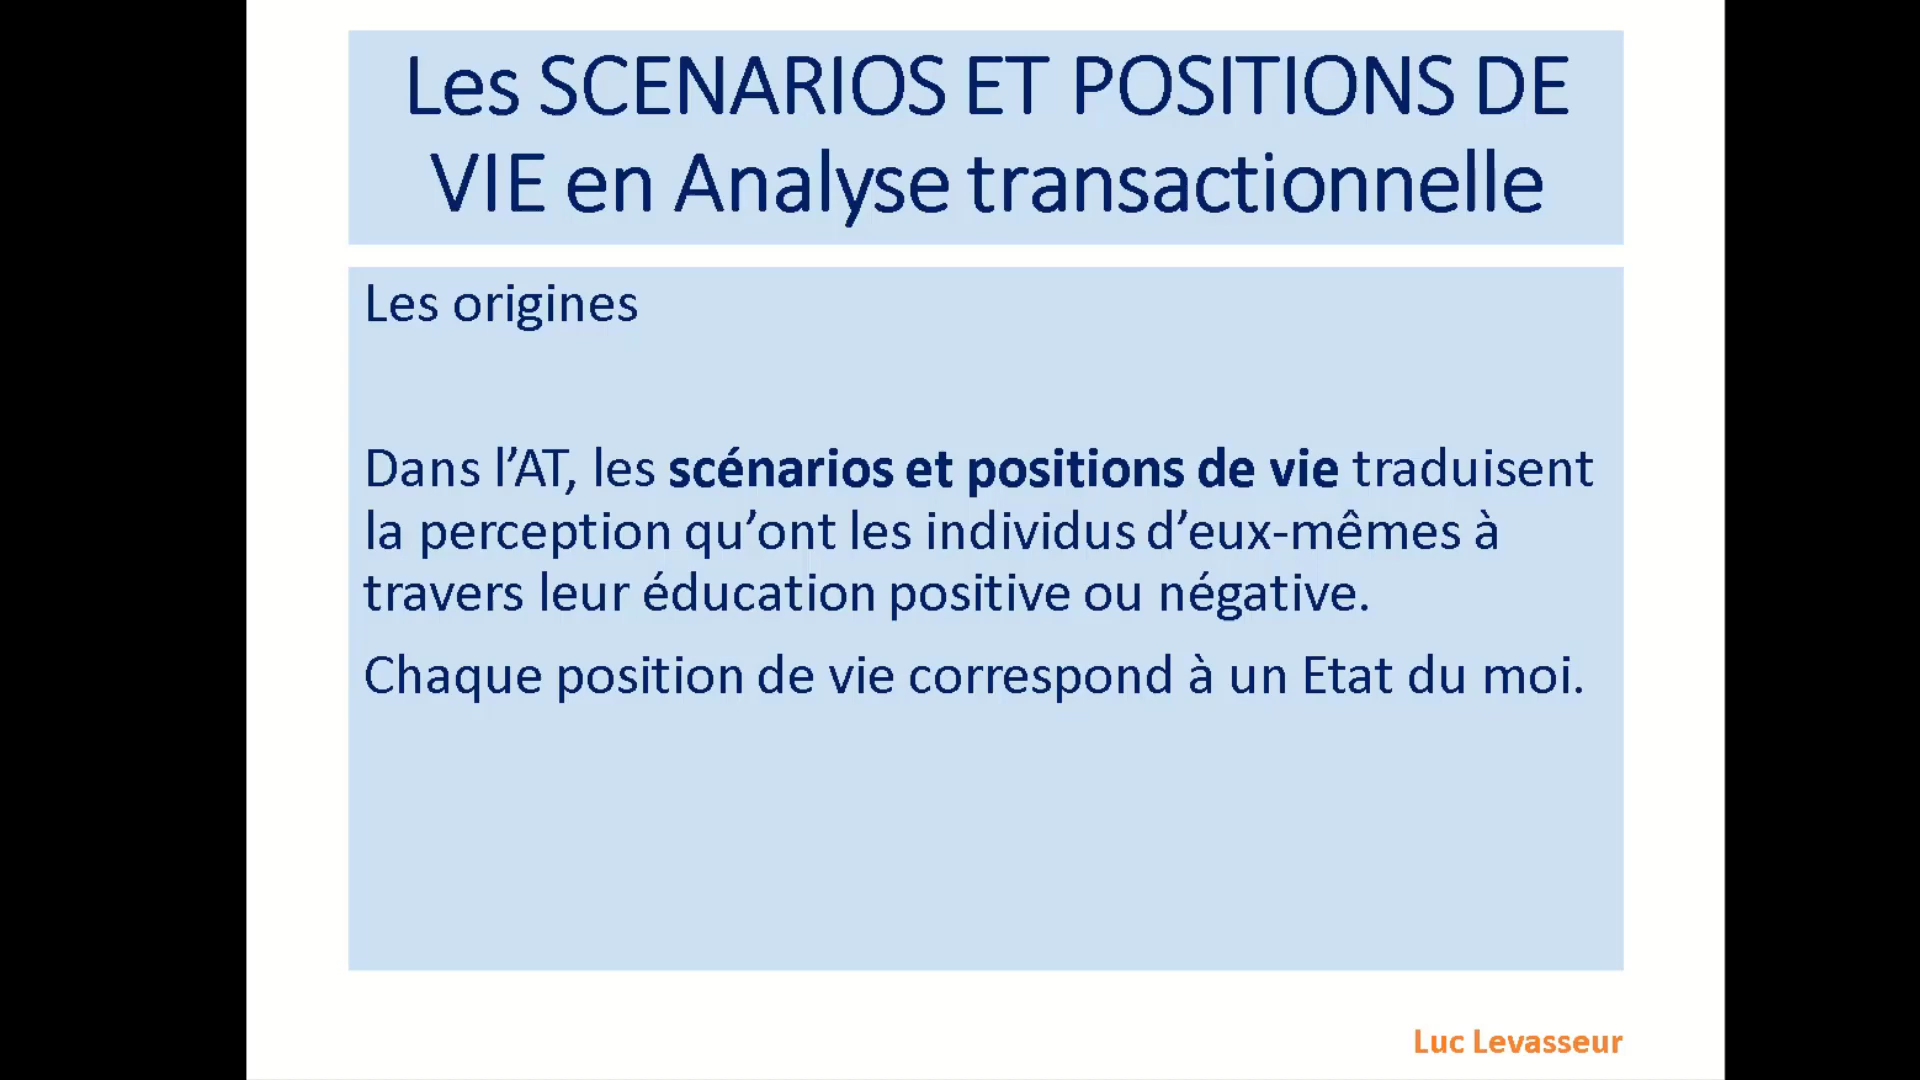 Les SCENARIOS ET POSITIONS DE
VIE en Analyse transactionnelle
Les origines
Dans l’AT, les scénarios et positions de vie traduisent
la perception qu’ont les individus d’eux-mêmes à
travers leur éducation positive ou négative.
Chaque position de vie correspond à un Etat du moi.
Luc Levasseur